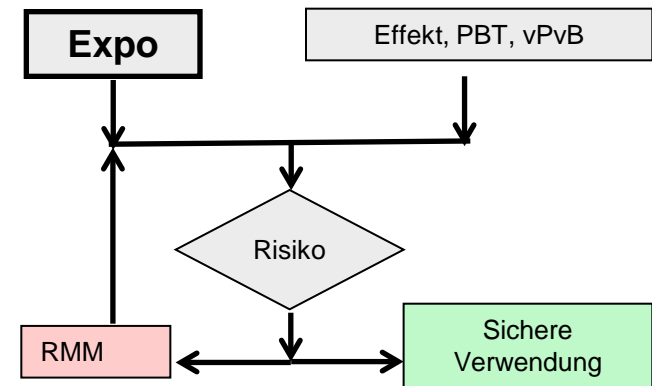 Expo
Effekt, PBT, vPvB
Risiko
RMM
Sichere
Verwendung